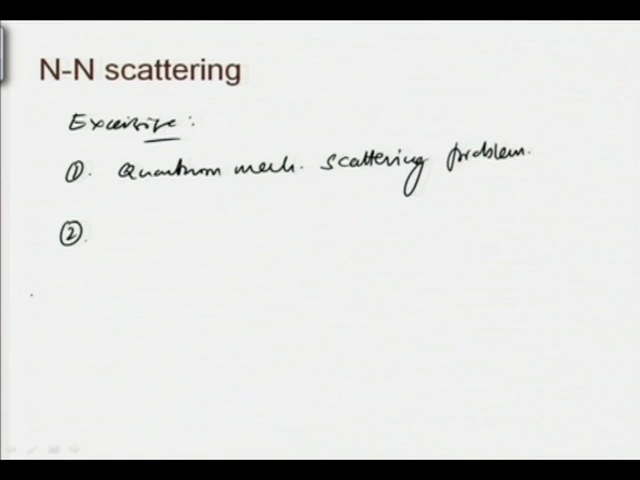 N-N scattering
Exercise:
①. Quantum mech. scattering problem.
②.